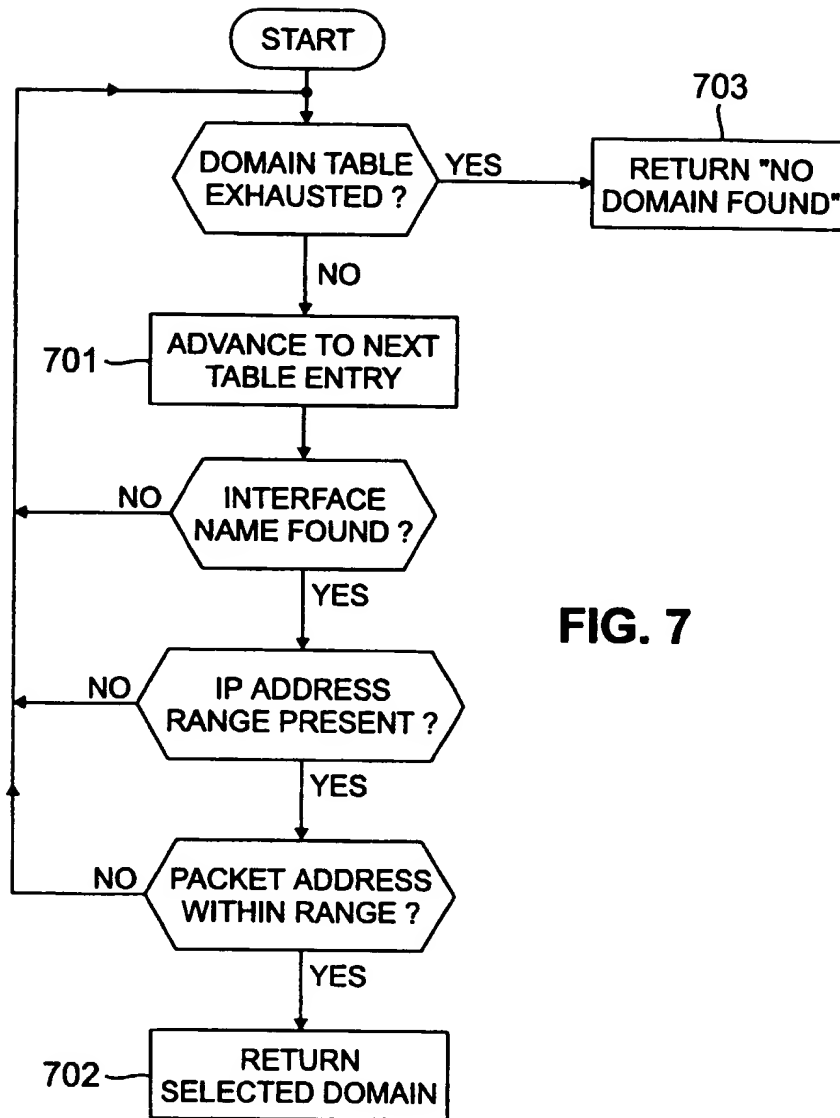 START
703
DOMAIN TABLE
EXHAUSTED ?
YES
RETURN "NO
DOMAIN FOUND"
NO
701
ADVANCE TO NEXT
TABLE ENTRY
NO
INTERFACE
NAME FOUND ?
YES
FIG. 7
NO
IP ADDRESS
RANGE PRESENT ?
YES
NO
PACKET ADDRESS
WITHIN RANGE ?
YES
702
RETURN
SELECTED DOMAIN